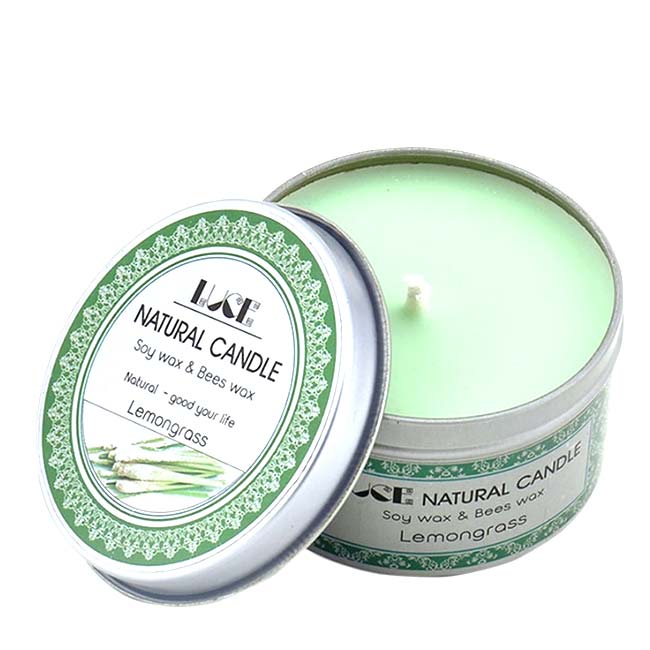 LUCE
NATURAL CANDLE
Soy wax & Bees wax
Natural - good your life
Lemongrass
LUCE NATURAL CANDLE
Soy wax & Bees wax
Lemongrass